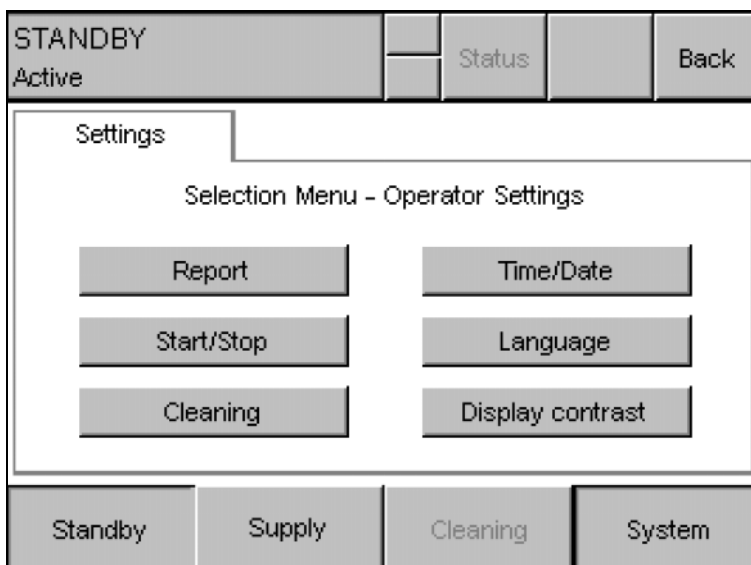 STANDBY
Active
Status
Back
Settings
Selection Menu - Operator Settings
Report
Time/Date
Start/Stop
Language
Cleaning
Display contrast
Standby
Supply
Cleaning
System